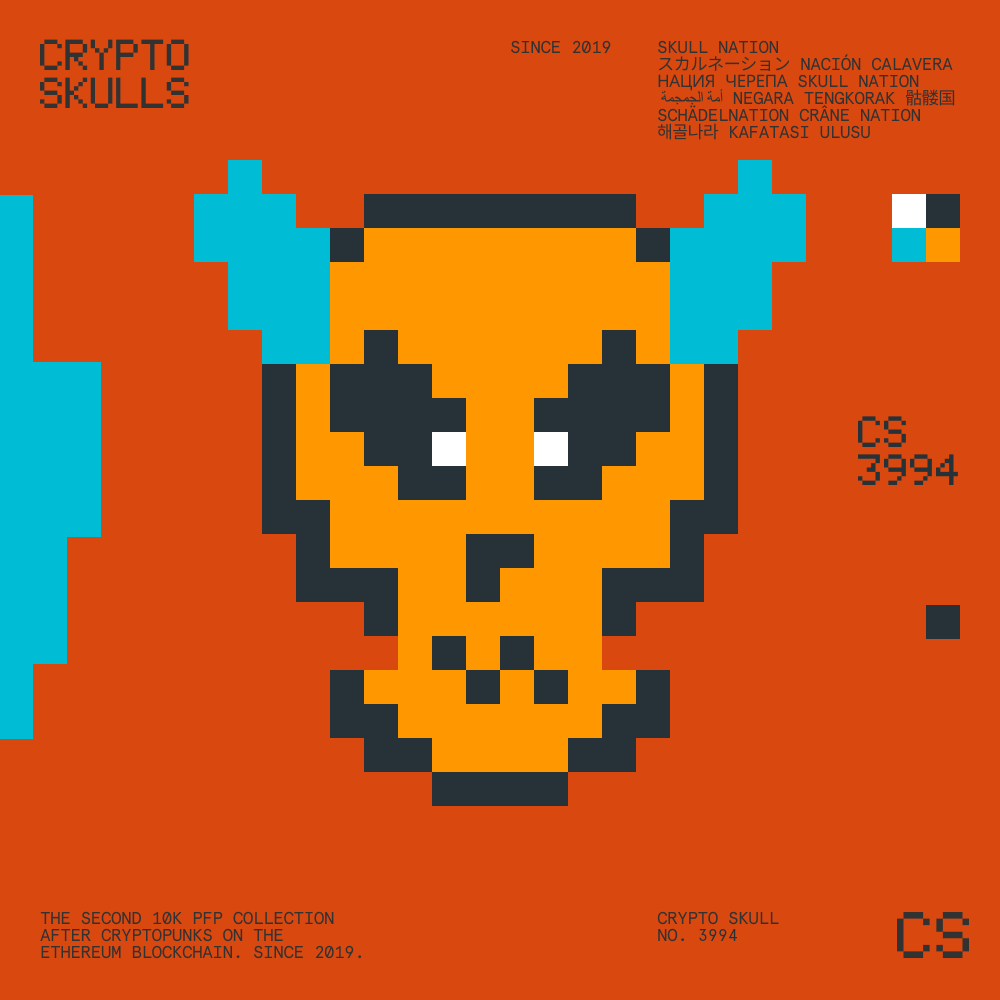 CRYPTO
SKULLS
SINCE 2019
SKULL NATION
スカルネーション NACIÓN CALAVERA
НАЦИЯ ЧЕРЕПА SKULL NATION
أمة الجمجمة NEGARA TENGKORAK 骷髅国
SCHÄDELNATION CRÂNE NATION
해골나라 KAFATASI ULUSU
CS
3994
THE SECOND 10K PFP COLLECTION
AFTER CRYPTOPUNKS ON THE
ETHEREUM BLOCKCHAIN. SINCE 2019.
CRYPTO SKULL
NO. 3994
CS